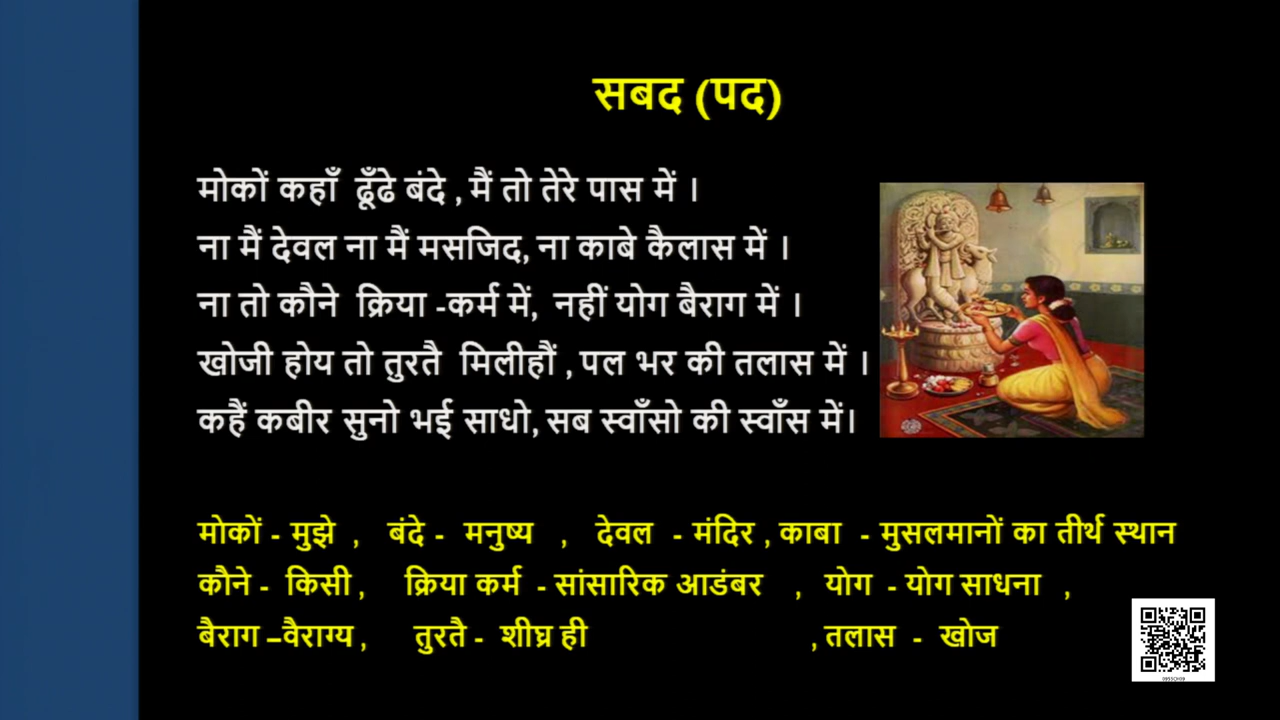 सबद (पद)
मोकों कहाँ ढूँढे बंदे , मैं तो तेरे पास में ।
ना मैं देवल ना मैं मसजिद, ना काबे कैलास में ।
ना तो कौने क्रिया -कर्म में, नहीं योग बैराग में ।
खोजी होय तो तुरतै मिलीहौं , पल भर की तलास में ।
कहैं कबीर सुनो भई साधो, सब स्वाँसो की स्वाँस में।
मोकों - मुझे , बंदे - मनुष्य , देवल - मंदिर , काबा - मुसलमानों का तीर्थ स्थान
कौने - किसी , क्रिया कर्म - सांसारिक आडंबर , योग - योग साधना ,
बैराग –वैराग्य , तुरतै - शीघ्र ही , तलास - खोज